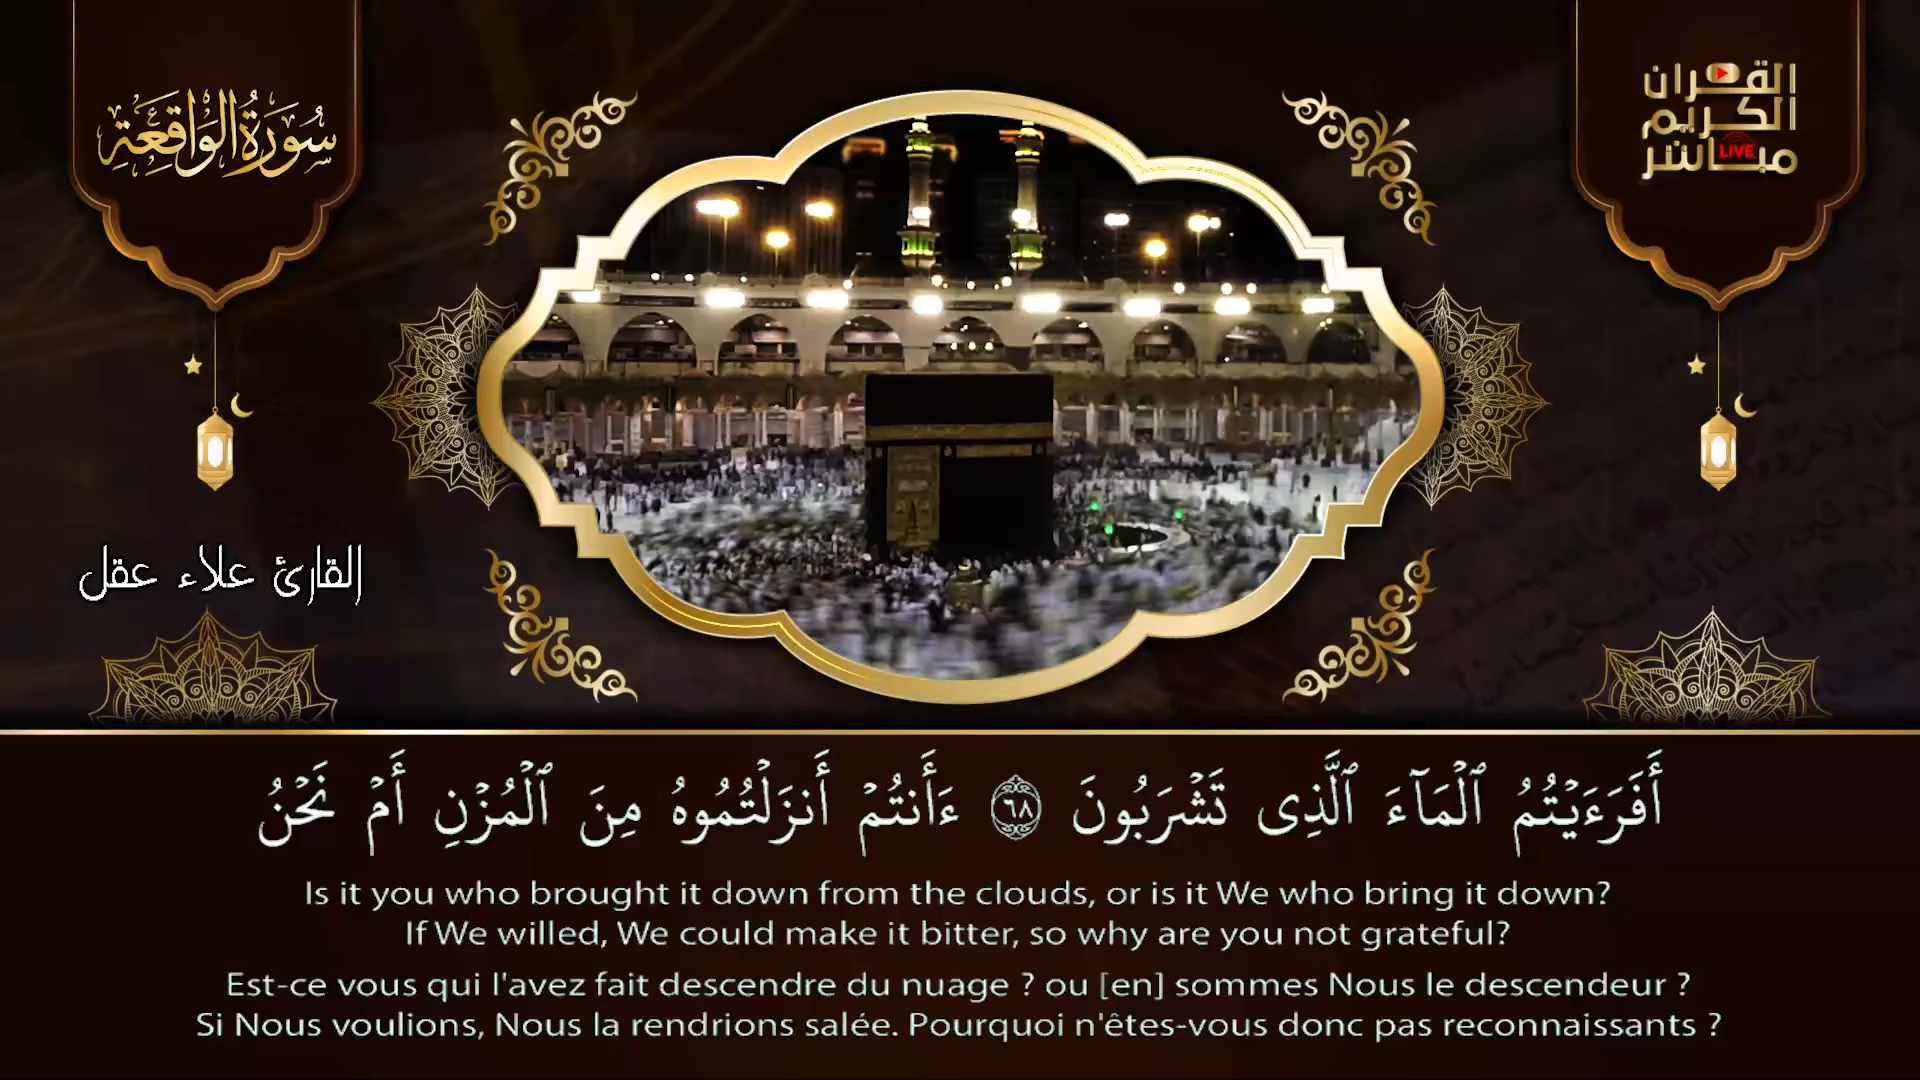 سُورَةُ الوَاقِعَةِ
القران
الكريم
مباشر
LIVE
القارئ علاء عقل
أَفَرَءَيْتُمُ ٱلْمَآءَ ٱلَّذِى تَشْرَبُونَ ٦٨ ءَأَنتُمْ أَنزَلْتُمُوهُ مِنَ ٱلْمُزْنِ أَمْ نَحْنُ
Is it you who brought it down from the clouds, or is it We who bring it down?
If We willed, We could make it bitter, so why are you not grateful?
Est-ce vous qui l'avez fait descendre du nuage ? ou [en] sommes Nous le descendeur ?
Si Nous voulions, Nous la rendrions salée. Pourquoi n'êtes-vous donc pas reconnaissants ?